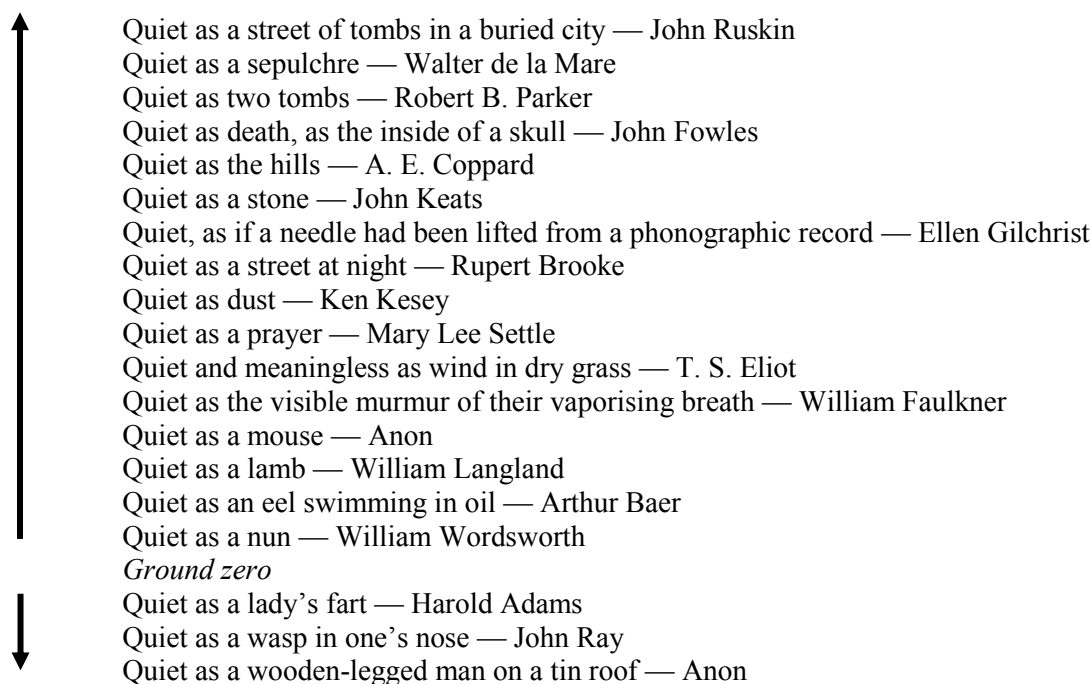 Quiet as a street of tombs in a buried city — John Ruskin
Quiet as a sepulchre — Walter de la Mare
Quiet as two tombs — Robert B. Parker
Quiet as death, as the inside of a skull — John Fowles
Quiet as the hills — A. E. Coppard
Quiet as a stone — John Keats
Quiet, as if a needle had been lifted from a phonographic record — Ellen Gilchrist
Quiet as a street at night — Rupert Brooke
Quiet as dust — Ken Kesey
Quiet as a prayer — Mary Lee Settle
Quiet and meaningless as wind in dry grass — T. S. Eliot
Quiet as the visible murmur of their vaporising breath — William Faulkner
Quiet as a mouse — Anon
Quiet as a lamb — William Langland
Quiet as an eel swimming in oil — Arthur Baer
Quiet as a nun — William Wordsworth
Ground zero
Quiet as a lady’s fart — Harold Adams
Quiet as a wasp in one’s nose — John Ray
Quiet as a wooden-legged man on a tin roof — Anon